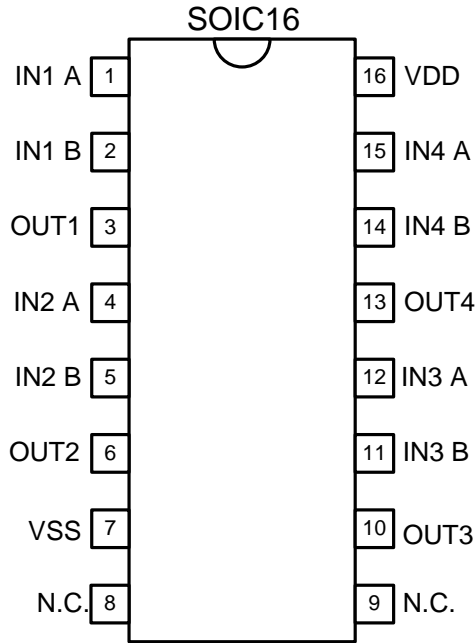 SOIC16
IN1 A 1 16 VDD
IN1 B 2 15 IN4 A
OUT1 3 14 IN4 B
IN2 A 4 13 OUT4
IN2 B 5 12 IN3 A
OUT2 6 11 IN3 B
VSS 7 10 OUT3
N.C. 8 9 N.C.